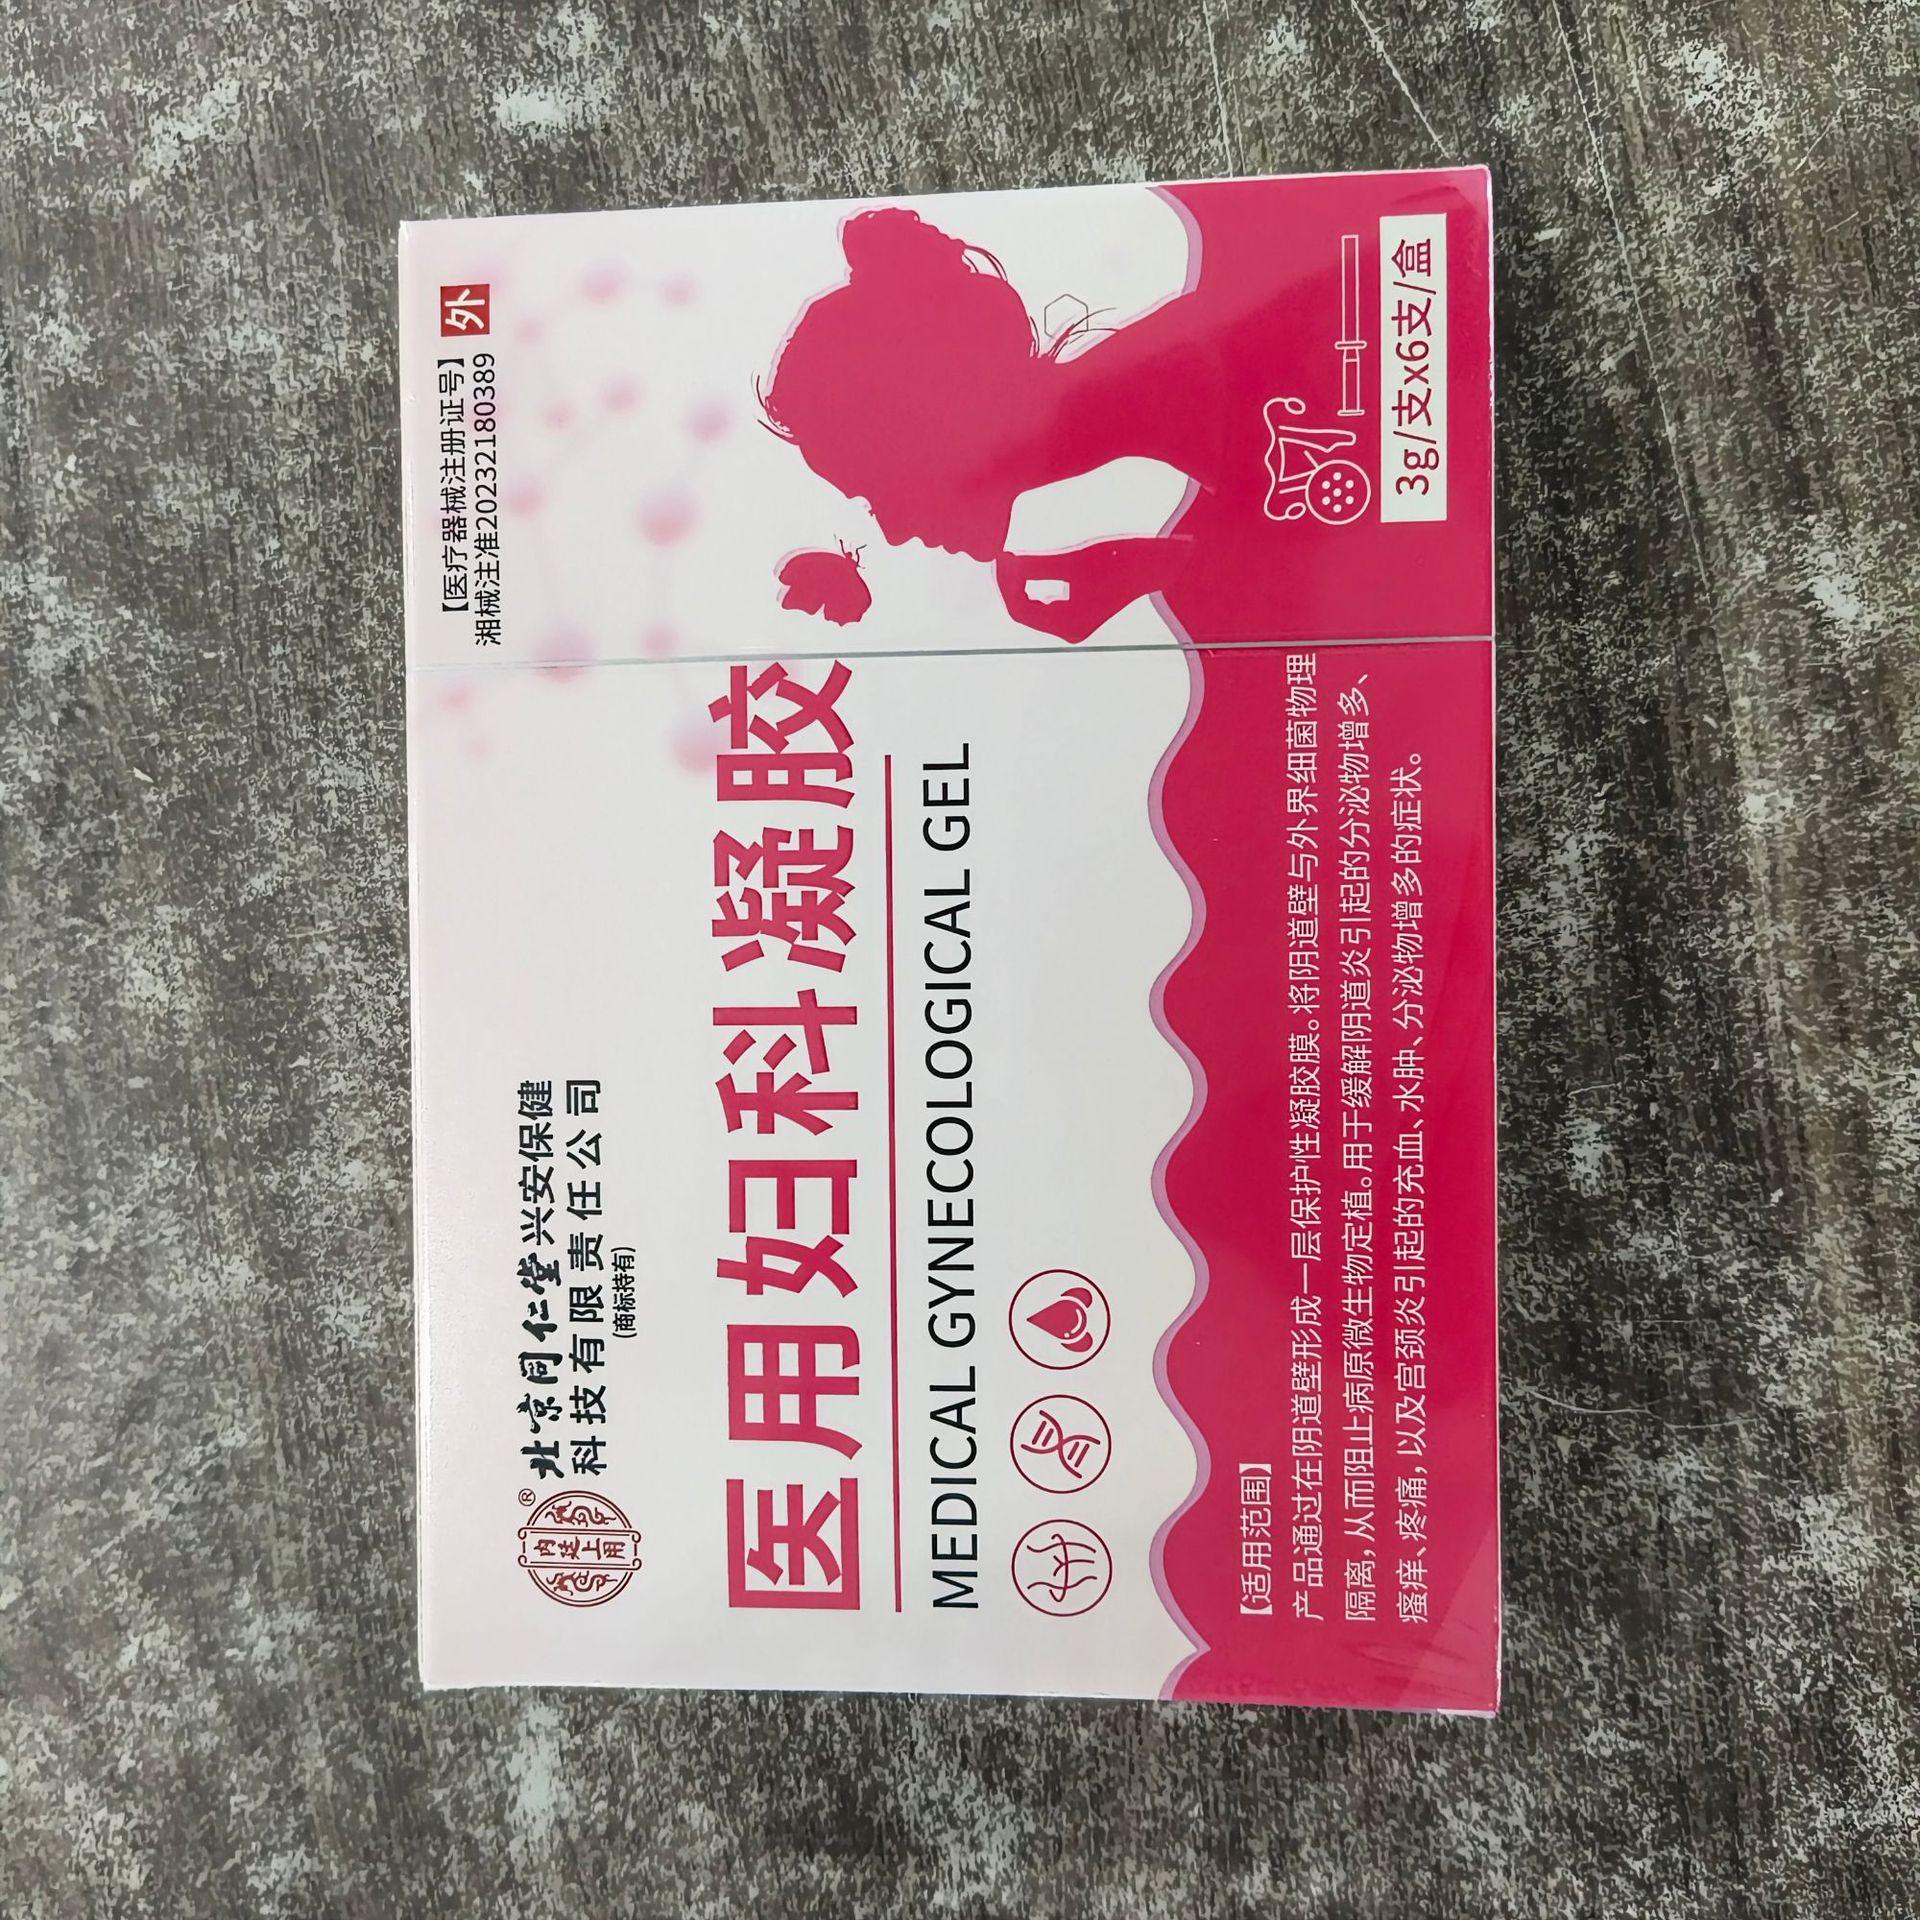 【医疗器械注册证号】
湘械注准20232180389
外
内廷上用
®
北京同仁堂兴安保健
科技有限责任公司
(商标持有)
医用妇科凝胶
MEDICAL GYNECOLOGICAL GEL
【适用范围】
产品通过在阴道壁形成一层保护性凝胶膜。将阴道壁与外界细菌物理
隔离,从而阻止病原微生物定植。用于缓解阴道炎引起的分泌物增多、
瘙痒、疼痛,以及宫颈炎引起的充血、水肿、分泌物增多的症状。
3g/支x6支/盒